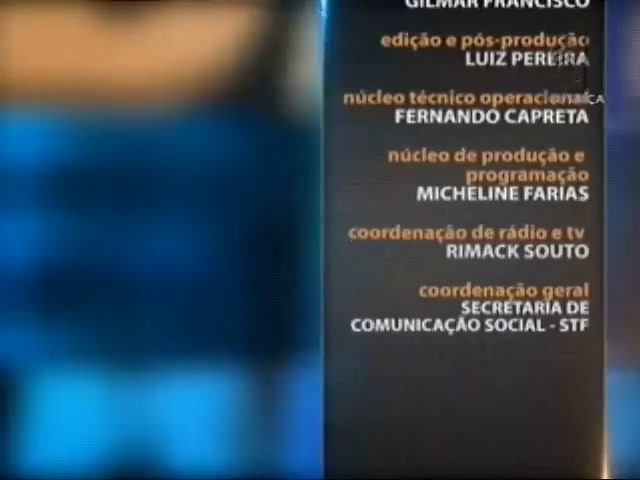 GILMAR FRANCISCO
edição e pós-produção
LUIZ PEREIRA
núcleo técnico operacional
FERNANDO CAPRETA
núcleo de produção e
programação
MICHELINE FARIAS
coordenação de rádio e tv
RIMACK SOUTO
coordenação geral
SECRETARIA DE
COMUNICAÇÃO SOCIAL - STF